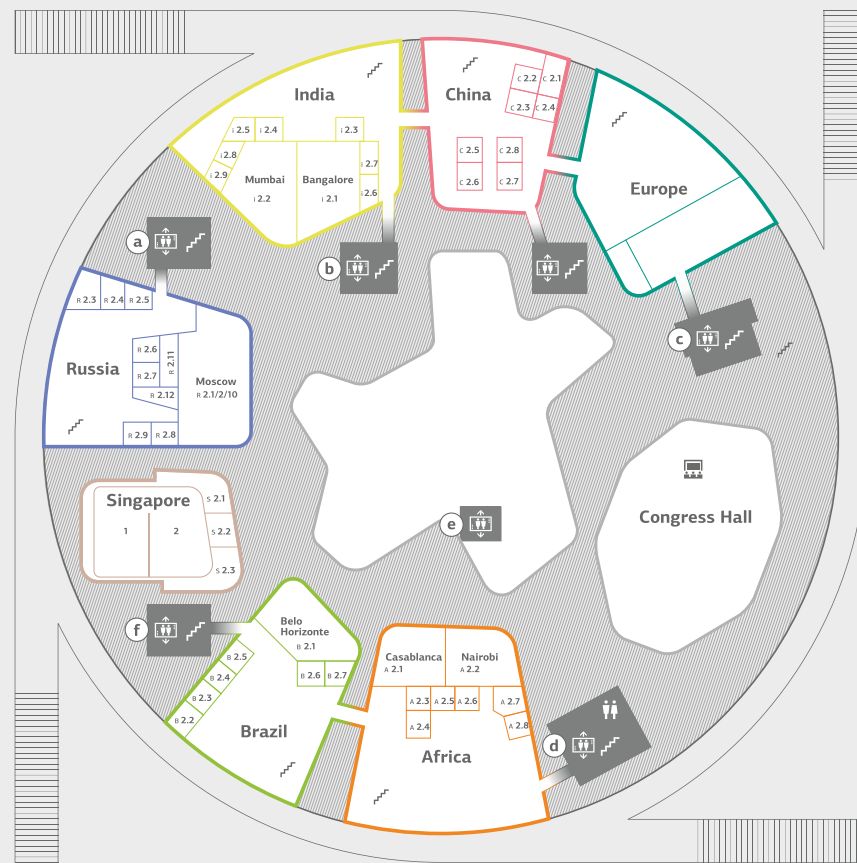 India
i 2.5
i 2.4
i 2.3
i 2.8
i 2.9
Mumbai
i 2.2
Bangalore
i 2.1
i 2.7
i 2.6
China
C 2.2
C 2.1
C 2.3
C 2.4
C 2.5
C 2.8
C 2.6
C 2.7
Europe
a
b
c
R 2.3
R 2.4
R 2.5
Russia
R 2.6
R 2.7
R 2.11
R 2.12
Moscow
R 2.1/2/10
R 2.9
R 2.8
Singapore
1
2
S 2.1
S 2.2
S 2.3
e
Congress Hall
f
Belo
Horizonte
B 2.1
B 2.5
B 2.4
B 2.3
B 2.2
B 2.6
B 2.7
Brazil
Casablanca
A 2.1
Nairobi
A 2.2
A 2.3
A 2.5
A 2.6
A 2.7
A 2.4
A 2.8
Africa
d